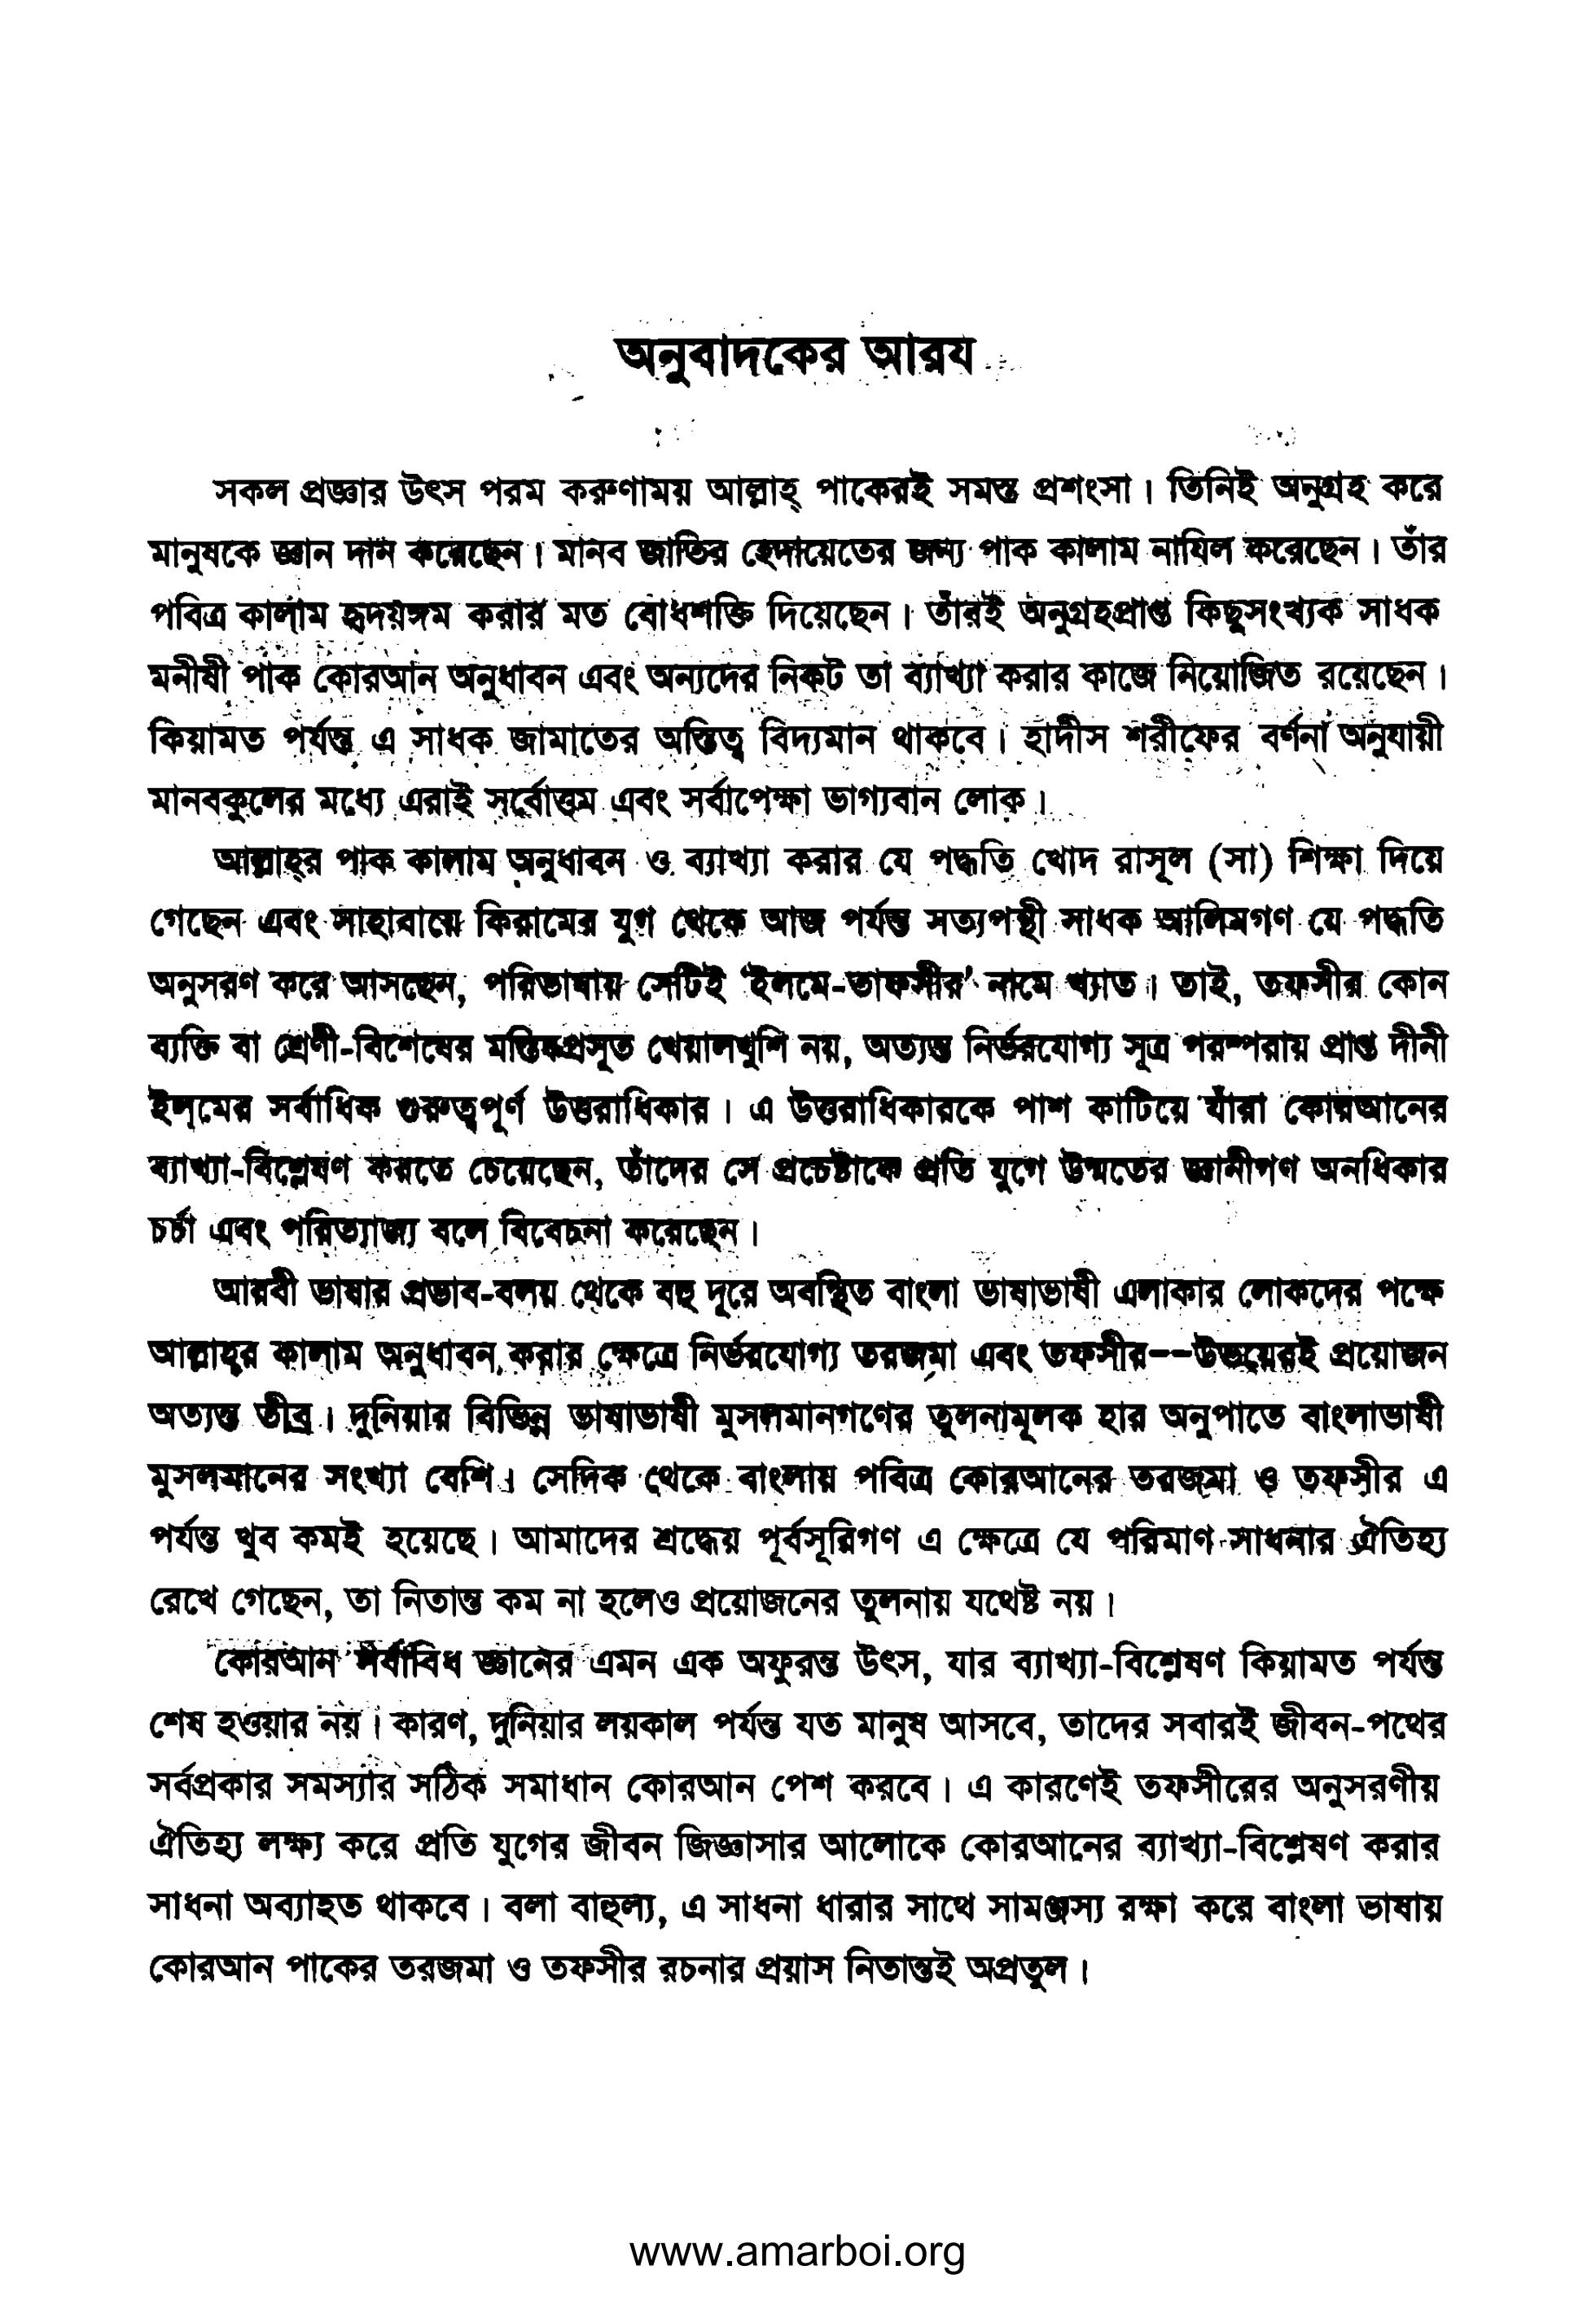 অনুবাদকের আরয
সকল প্রজ্ঞার উৎস পরম করুণাময় আল্লাহ্ পাকেরই সমস্ত প্রশংসা। তিনিই অনুগ্রহ করে
মানুষকে জ্ঞান দান করেছেন। মানব জাতির হেদায়েতের জন্য পাক কালাম নাযিল করেছেন। তাঁর
পবিত্র কালাম হৃদয়ঙ্গম করার মত বোধশক্তি দিয়েছেন। তাঁরই অনুগ্রহপ্রাপ্ত কিছুসংখ্যক সাধক
মনীষী পাক কোরআন অনুধাবন এবং অন্যদের নিকট তা ব্যাখ্যা করার কাজে নিয়োজিত রয়েছেন।
কিয়ামত পর্যন্ত এ সাধক জামাতের অস্তিত্ব বিদ্যমান থাকবে। হাদীস শরীফের বর্ণনা অনুযায়ী
মানবকুলের মধ্যে এরাই সর্বোত্তম এবং সর্বাপেক্ষা ভাগ্যবান লোক।
আল্লাহ্‌র পাক কালাম অনুধাবন ও ব্যাখ্যা করার যে পদ্ধতি খোদ রাসূল (সা) শিক্ষা দিয়ে
গেছেন এবং সাহাবায়ে কিরামের যুগ থেকে আজ পর্যন্ত সত্যপন্থী সাধক আলিমগণ যে পদ্ধতি
অনুসরণ করে আসছেন, পরিভাষায় সেটিই ‘ইলমে-তাফসীর’ নামে খ্যাত। তাই, তফসীর কোন
ব্যক্তি বা শ্রেণী-বিশেষের মস্তিষ্কপ্রসূত খেয়ালখুশি নয়, অত্যন্ত নির্ভরযোগ্য সূত্র পরম্পরায় প্রাপ্ত দীনী
ইল্‌মের সর্বাধিক গুরুত্বপূর্ণ উত্তরাধিকার। এ উত্তরাধিকারকে পাশ কাটিয়ে যাঁরা কোরআনের
ব্যাখ্যা-বিশ্লেষণ করতে চেয়েছেন, তাঁদের সে প্রচেষ্টাকে প্রতি যুগে উম্মতের জ্ঞানীগণ অনধিকার
চর্চা এবং পরিত্যাজ্য বলে বিবেচনা করেছেন।
আরবী ভাষার প্রভাব-বলয় থেকে বহু দূরে অবস্থিত বাংলা ভাষাভাষী এলাকার লোকদের পক্ষে
আল্লাহ্‌র কালাম অনুধাবন করার ক্ষেত্রে নির্ভরযোগ্য তরজমা এবং তফসীর--উভয়েরই প্রয়োজন
অত্যন্ত তীব্র। দুনিয়ার বিভিন্ন ভাষাভাষী মুসলমানগণের তুলনামূলক হার অনুপাতে বাংলাভাষী
মুসলমানের সংখ্যা বেশি। সেদিক থেকে বাংলায় পবিত্র কোরআনের তরজমা ও তফসীর এ
পর্যন্ত খুব কমই হয়েছে। আমাদের শ্রদ্ধেয় পূর্বসূরিগণ এ ক্ষেত্রে যে পরিমাণ সাধনার ঐতিহ্য
রেখে গেছেন, তা নিতান্ত কম না হলেও প্রয়োজনের তুলনায় যথেষ্ট নয়।
কোরআন সর্বাবিধ জ্ঞানের এমন এক অফুরন্ত উৎস, যার ব্যাখ্যা-বিশ্লেষণ কিয়ামত পর্যন্ত
শেষ হওয়ার নয়। কারণ, দুনিয়ার লয়কাল পর্যন্ত যত মানুষ আসবে, তাদের সবারই জীবন-পথের
সর্বপ্রকার সমস্যার সঠিক সমাধান কোরআন পেশ করবে। এ কারণেই তফসীরের অনুসরণীয়
ঐতিহ্য লক্ষ্য করে প্রতি যুগের জীবন জিজ্ঞাসার আলোকে কোরআনের ব্যাখ্যা-বিশ্লেষণ করার
সাধনা অব্যাহত থাকবে। বলা বাহুল্য, এ সাধনা ধারার সাথে সামঞ্জস্য রক্ষা করে বাংলা ভাষায়
কোরআন পাকের তরজমা ও তফসীর রচনার প্রয়াস নিতান্তই অপ্রতুল।
www.amarboi.org